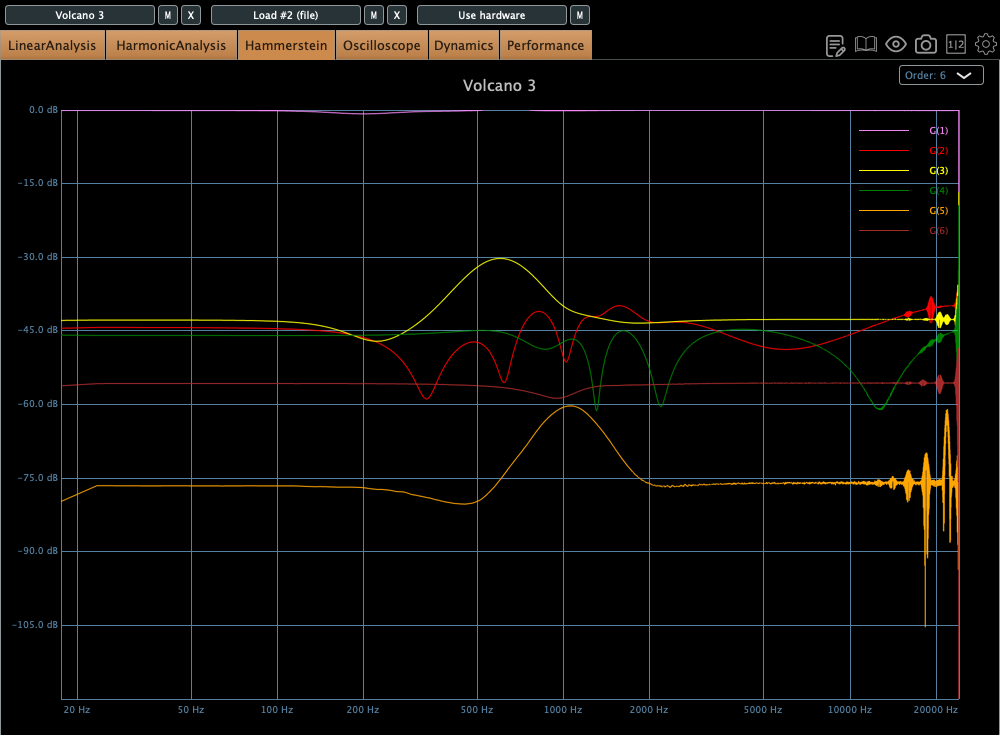 Volcano 3 M X Load #2 (file) M X Use hardware M
LinearAnalysis HarmonicAnalysis Hammerstein Oscilloscope Dynamics Performance 1|2
Order: 6
Volcano 3
0.0 dB
G(1)
G(2)
G(3)
-15.0 dB
G(4)
G(5)
G(6)
-30.0 dB
-45.0 dB
-60.0 dB
-75.0 dB
-90.0 dB
-105.0 dB
20 Hz 50 Hz 100 Hz 200 Hz 500 Hz 1000 Hz 2000 Hz 5000 Hz 10000 Hz 20000 Hz